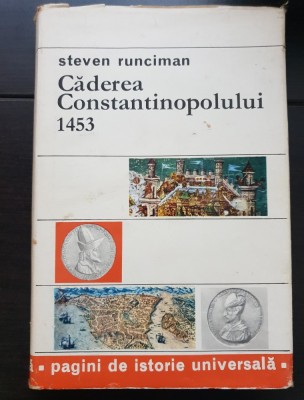 steven runciman
Căderea
Constantinopolului
1453
pagini de istorie universală